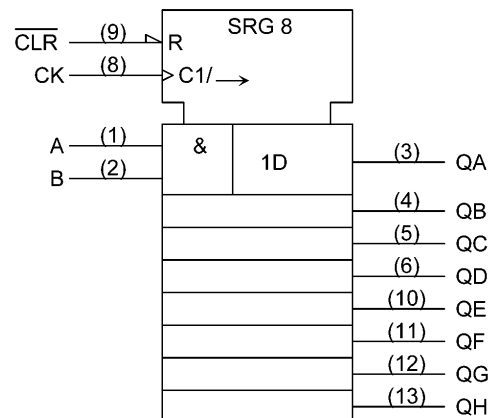 SRG 8
CLR (9) R
CK (8) C1/
A (1) & 1D (3) QA
B (2)
(4) QB
(5) QC
(6) QD
(10) QE
(11) QF
(12) QG
(13) QH